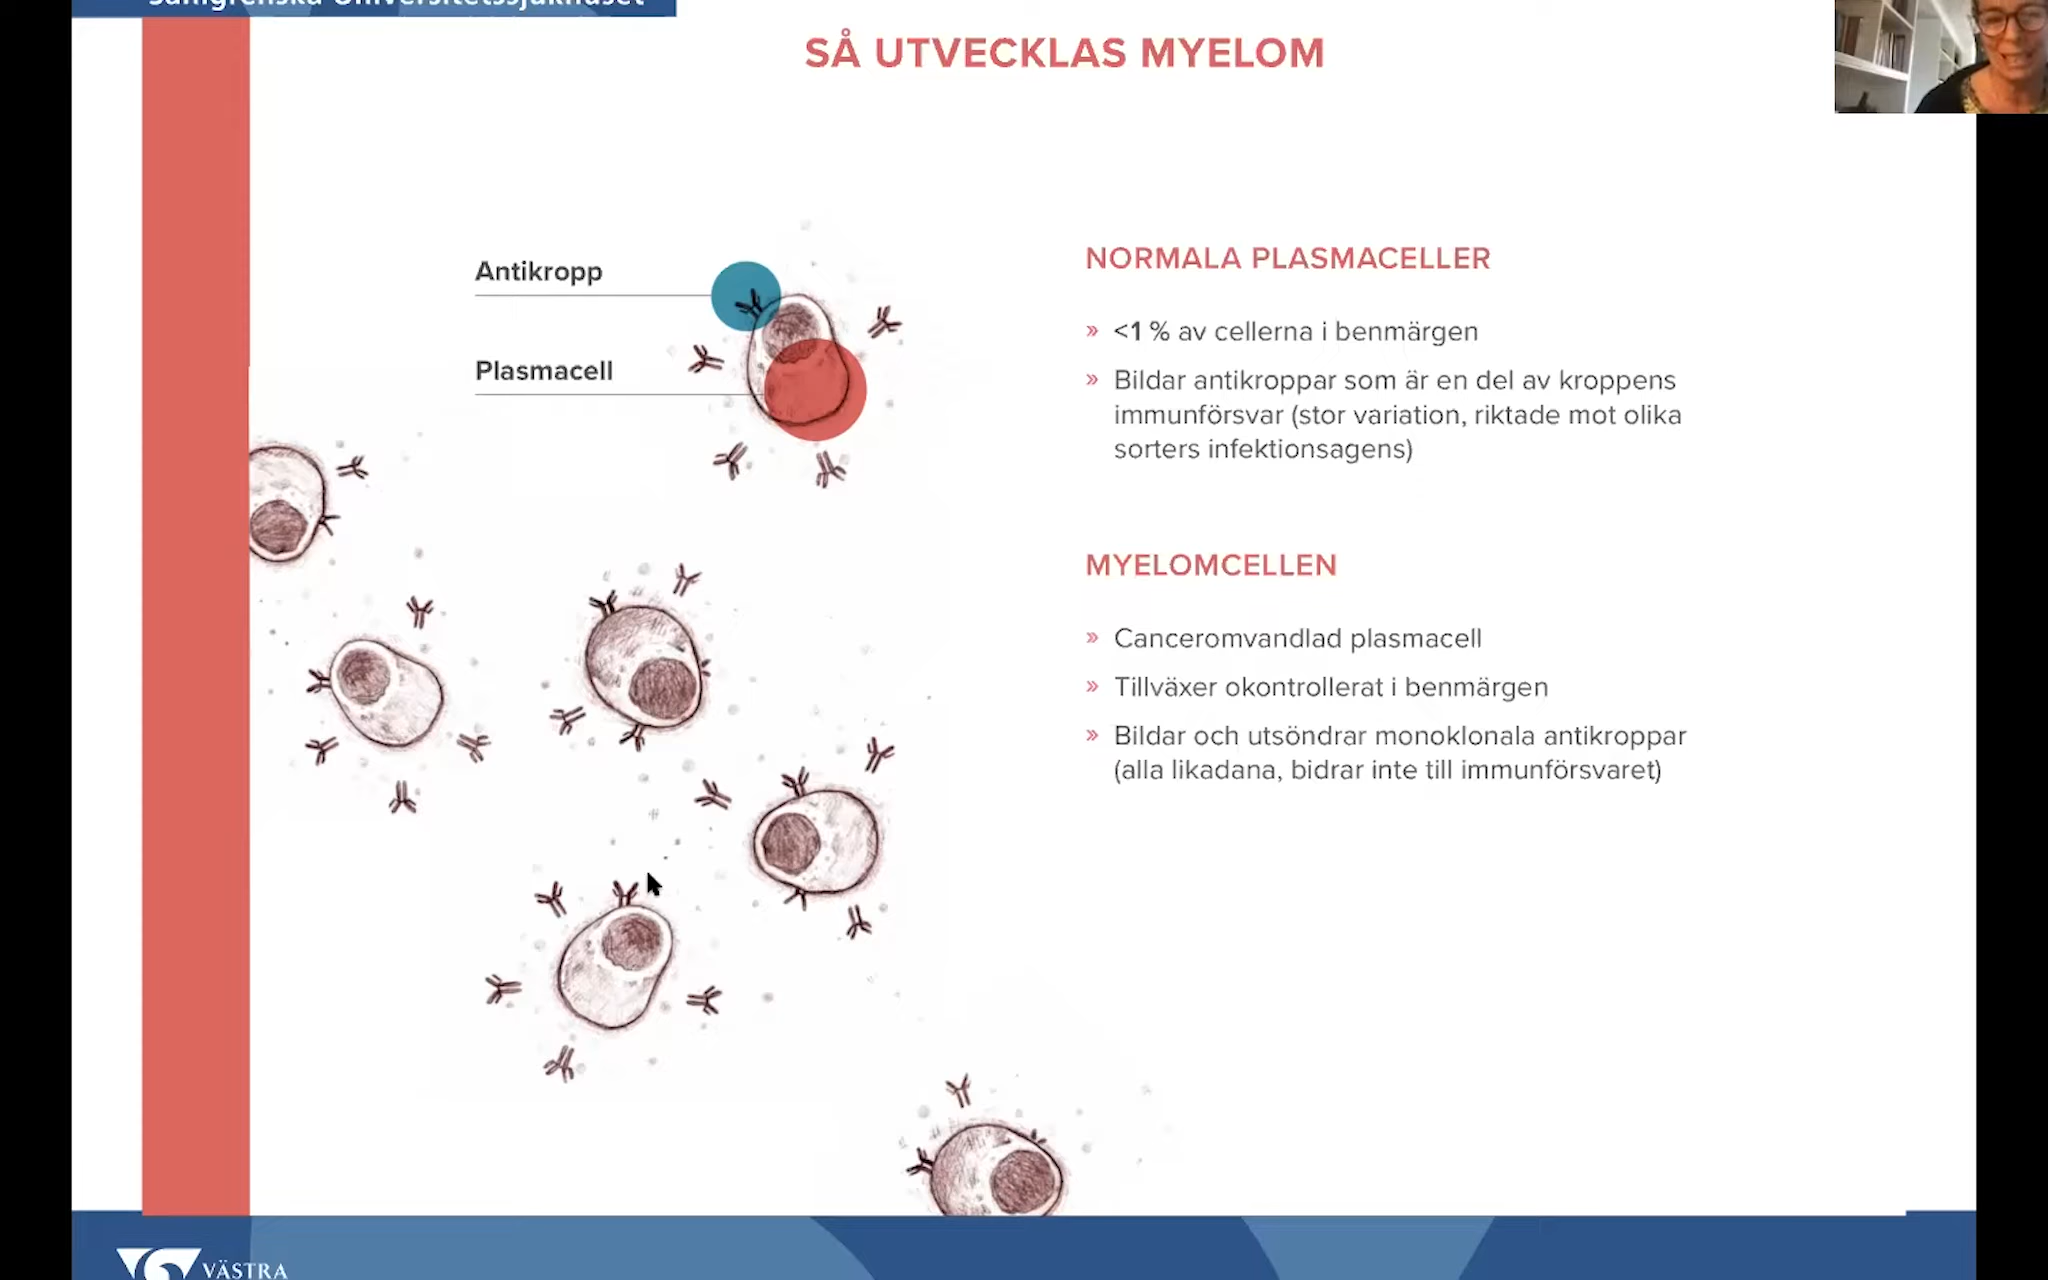 Sahlgrenska Universitetssjukhuset
SÅ UTVECKLAS MYELOM
Antikropp
Plasmacell
NORMALA PLASMACELLER
» <1 % av cellerna i benmärgen
» Bildar antikroppar som är en del av kroppens
immunförsvar (stor variation, riktade mot olika
sorters infektionsagens)
MYELOMCELLEN
» Canceromvandlad plasmacell
» Tillväxer okontrollerat i benmärgen
» Bildar och utsöndrar monoklonala antikroppar
(alla likadana, bidrar inte till immunförsvaret)
VÄSTRA